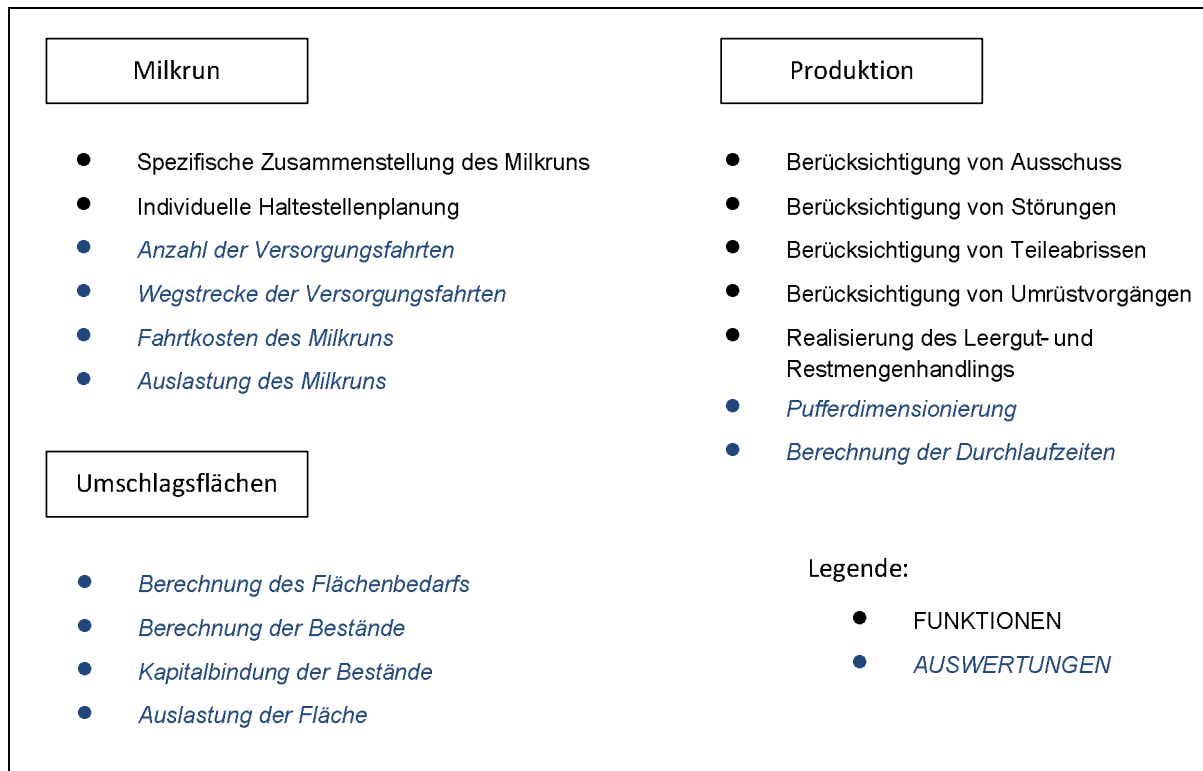 Milkrun
Spezifische Zusammenstellung des Milkruns
Individuelle Haltestellenplanung
Anzahl der Versorgungsfahrten
Wegstrecke der Versorgungsfahrten
Fahrtkosten des Milkruns
Auslastung des Milkruns
Umschlagsflächen
Berechnung des Flächenbedarfs
Berechnung der Bestände
Kapitalbindung der Bestände
Auslastung der Fläche
Produktion
Berücksichtigung von Ausschuss
Berücksichtigung von Störungen
Berücksichtigung von Teileabrissen
Berücksichtigung von Umrüstvorgängen
Realisierung des Leergut- und
Restmengenhandlings
Pufferdimensionierung
Berechnung der Durchlaufzeiten
Legende:
FUNKTIONEN
AUSWERTUNGEN